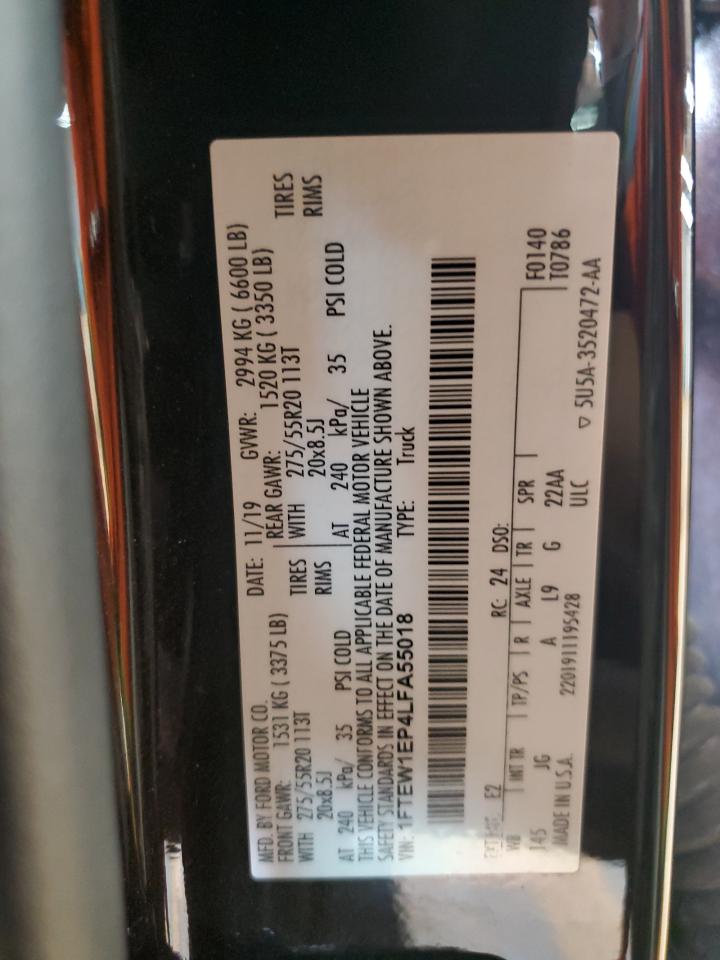 MFD. BY FORD MOTOR CO. DATE: 11/19 GVWR: 2994 KG ( 6600 LB)
FRONT GAWR: 1531 KG ( 3375 LB) REAR GAWR: 1520 KG ( 3350 LB)
WITH 275/55R20 113T TIRES WITH 275/55R20 113T TIRES
20x8.5J RIMS 20x8.5J RIMS
AT 240 kPa/ 35 PSI COLD AT 240 kPa/ 35 PSI COLD
THIS VEHICLE CONFORMS TO ALL APPLICABLE FEDERAL MOTOR VEHICLE
SAFETY STANDARDS IN EFFECT ON THE DATE OF MANUFACTURE SHOWN ABOVE.
VIN: 1FTEW1EP4LFA55018 TYPE: Truck
E2 RC: 24 DSO:
WB INT TR TP/PS R AXLE TR SPR F0140
145 JG A L9 G 22AA T0786
MADE IN U.S.A. 2201911195428 ULC
▽ 5U5A-3520472-AA